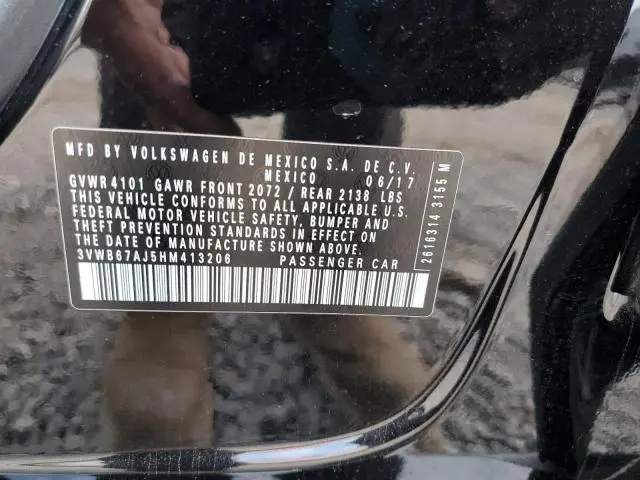 MFD BY VOLKSWAGEN DE MEXICO S.A. DE C.V.
MEXICO 06/17
GVWR4101 GAWR FRONT 2072 / REAR 2138 LBS
THIS VEHICLE CONFORMS TO ALL APPLICABLE U.S.
FEDERAL MOTOR VEHICLE SAFETY, BUMPER AND
THEFT PREVENTION STANDARDS IN EFFECT ON
THE DATE OF MANUFACTURE SHOWN ABOVE.
3VWB67AJ5HM413206 PASSENGER CAR
2616314 3155 M